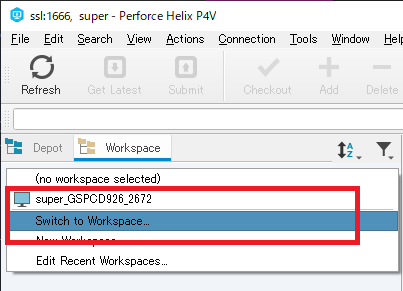 ssl:1666, super - Perforce Helix P4V
File Edit Search View Actions Connection Tools Window Help
Refresh Get Latest Submit Checkout Add Delete
Depot Workspace
(no workspace selected)
super_GSPCD926_2672
Switch to Workspace...
New Workspace...
Edit Recent Workspaces...